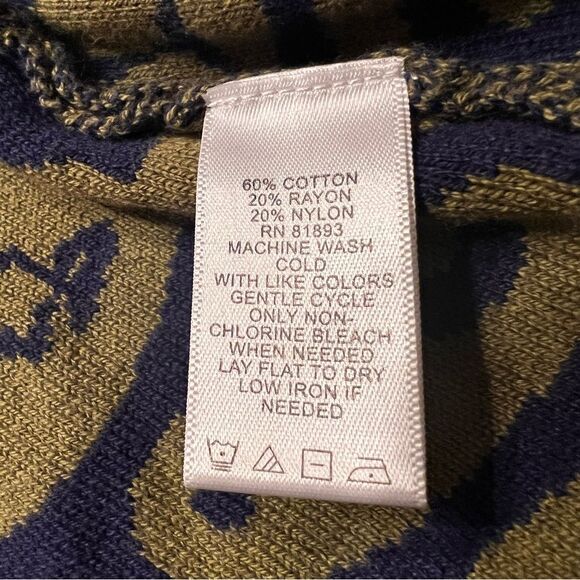 60% COTTON
20% RAYON
20% NYLON
RN 81893
MACHINE WASH
COLD
WITH LIKE COLORS
GENTLE CYCLE
ONLY NON-
CHLORINE BLEACH
WHEN NEEDED
LAY FLAT TO DRY
LOW IRON IF
NEEDED